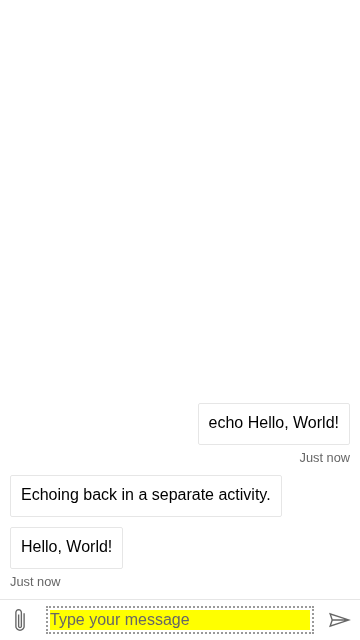 echo Hello, World!
Just now
Echoing back in a separate activity.
Hello, World!
Just now
Type your message